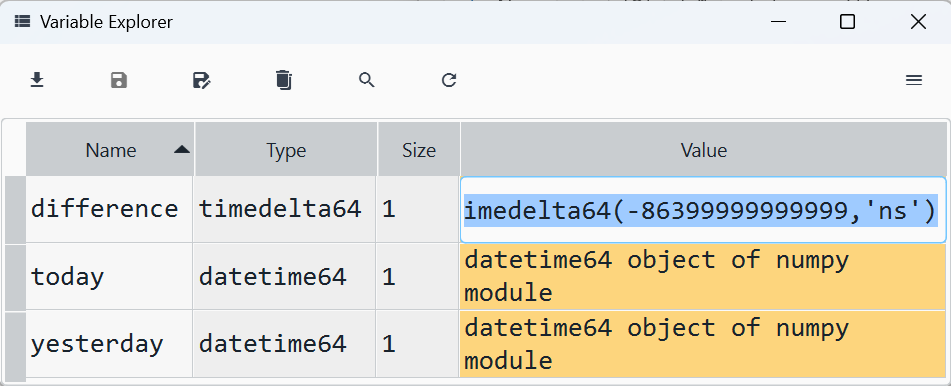 Variable Explorer
Name Type Size Value
difference timedelta64 1 imedelta64(-86399999999999,'ns')
today datetime64 1 datetime64 object of numpy
module
yesterday datetime64 1 datetime64 object of numpy
module